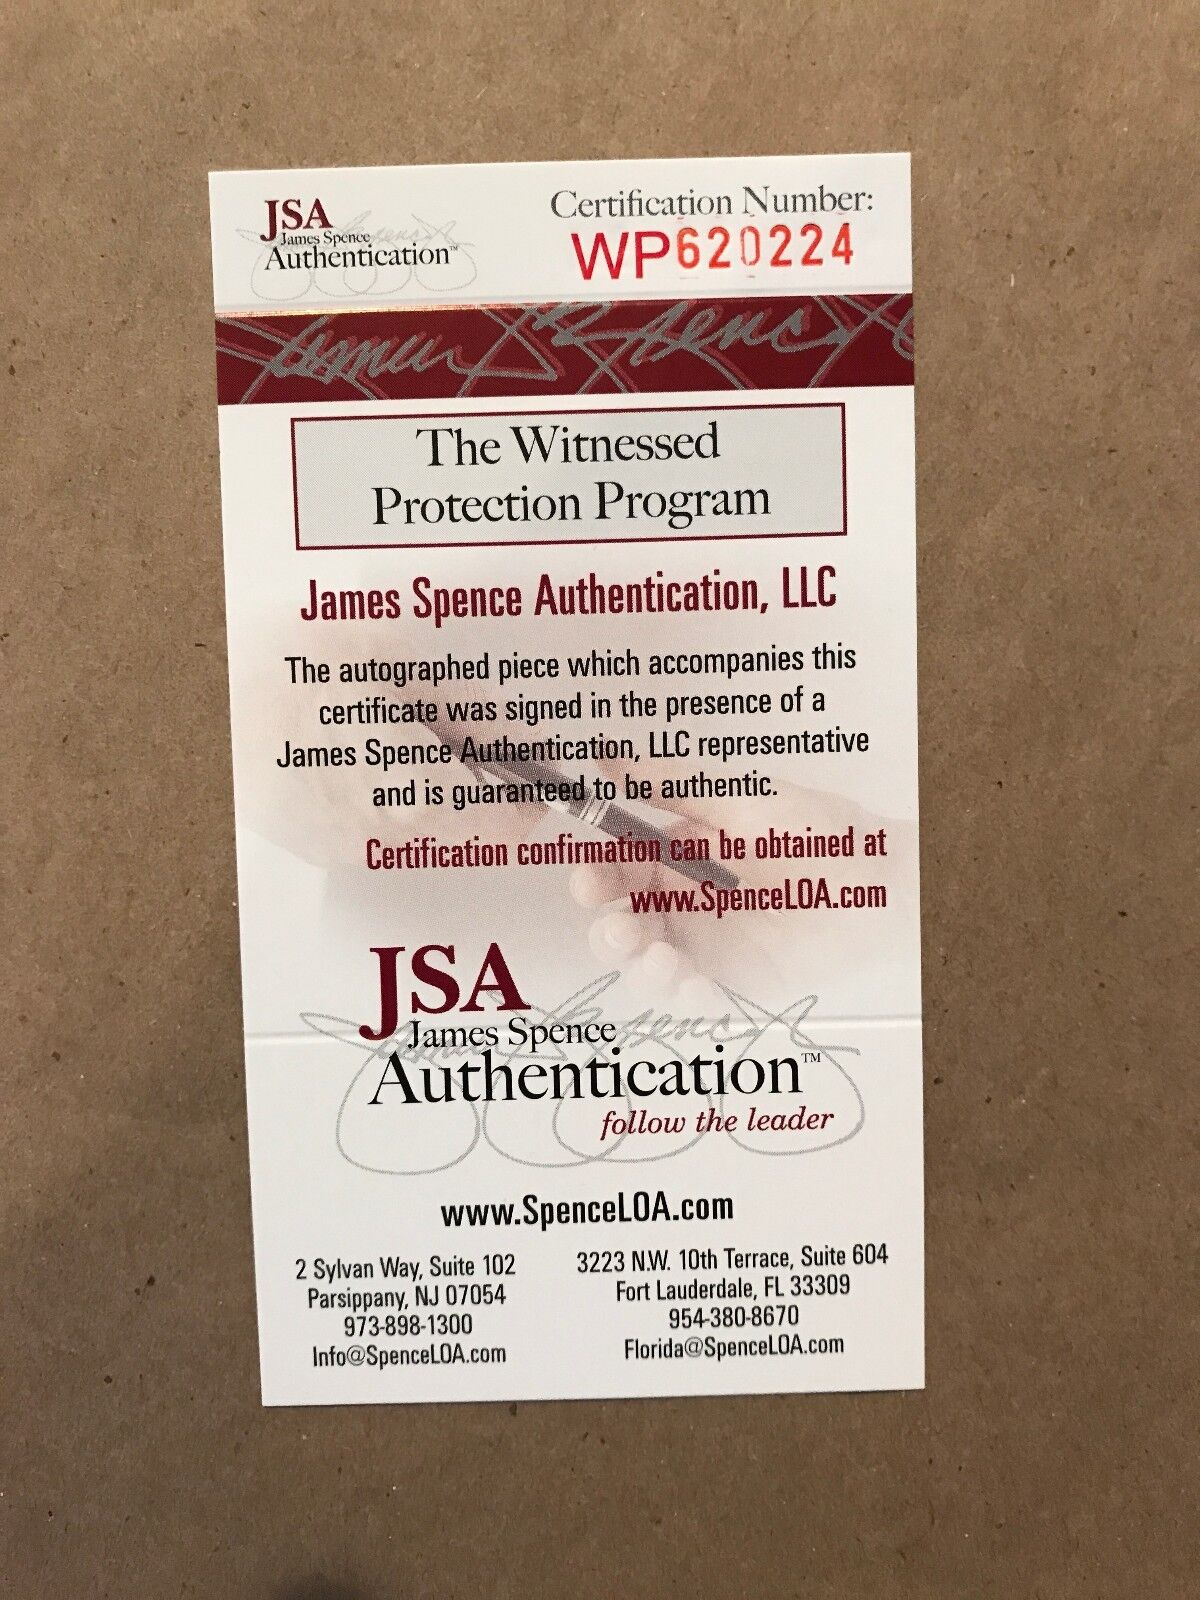 JSA
James Spence
Authentication™
Certification Number:
WP620224
James Spence
The Witnessed
Protection Program
James Spence Authentication, LLC
The autographed piece which accompanies this
certificate was signed in the presence of a
James Spence Authentication, LLC representative
and is guaranteed to be authentic.
Certification confirmation can be obtained at
www.SpenceLOA.com
JSA
James Spence
Authentication™
follow the leader
www.SpenceLOA.com
2 Sylvan Way, Suite 102
Parsippany, NJ 07054
973-898-1300
Info@SpenceLOA.com
3223 N.W. 10th Terrace, Suite 604
Fort Lauderdale, FL 33309
954-380-8670
Florida@SpenceLOA.com